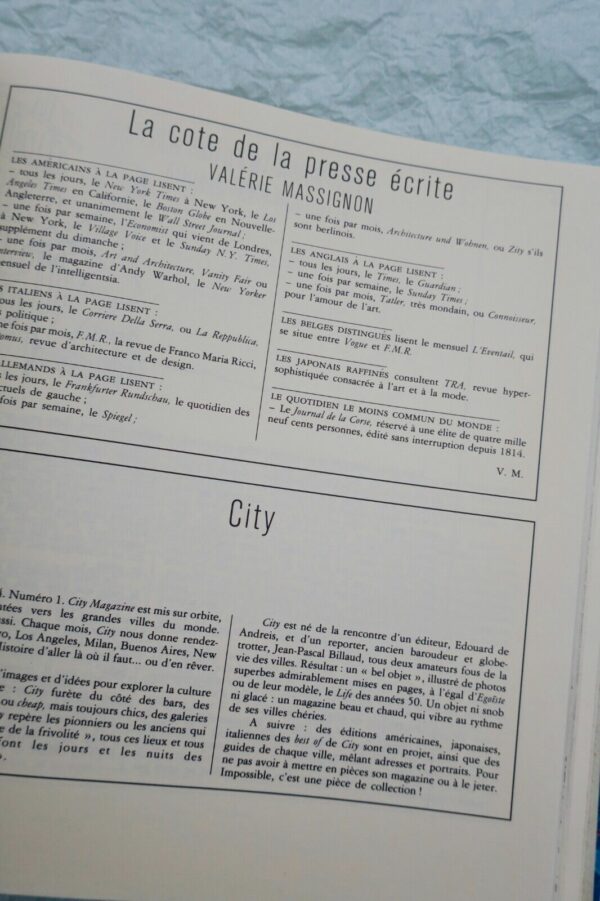 La cote de la presse écrite
VALÉRIE MASSIGNON
LES AMÉRICAINS À LA PAGE LISENT :
– tous les jours, le New York Times à New York, le Los
Angeles Times en Californie, le Boston Globe en Nouvelle-
Angleterre, et unanimement le Wall Street Journal ;
– une fois par semaine, l'Economist qui vient de Londres,
à New York, le Village Voice et le Sunday N.Y. Times,
supplément du dimanche ;
– une fois par mois, Art and Architecture, Vanity Fair ou
Interview, le magazine d'Andy Warhol, le New Yorker
mensuel de l'intelligentsia.
ITALIENS À LA PAGE LISENT :
tous les jours, le Corriere Della Serra, ou La Reppublica,
politique ;
une fois par mois, F.M.R., la revue de Franco Maria Ricci,
Domus, revue d'architecture et de design.
ALLEMANDS À LA PAGE LISENT :
les jours, le Frankfurter Rundschau, le quotidien des
de gauche ;
fois par semaine, le Spiegel ;
– une fois par mois, Architecture und Wohnen, ou Zity s'ils
sont berlinois.
LES ANGLAIS À LA PAGE LISENT :
– tous les jours, le Times, le Guardian ;
– une fois par semaine, le Sunday Times ;
– une fois par mois, Tatler, très mondain, ou Connoisseur,
pour l'amour de l'art.
LES BELGES DISTINGUES lisent le mensuel L'Eventail, qui
se situe entre Vogue et F.M.R.
LES JAPONAIS RAFFINES consultent TRA, revue hyper-
sophistiquée consacrée à l'art et à la mode.
LE QUOTIDIEN LE MOINS COMMUN DU MONDE :
– Le Journal de la Corse, réservé à une élite de quatre mille
neuf cents personnes, édité sans interruption depuis 1814.
V. M.
City
Numéro 1. City Magazine est mis sur orbite,
vers les grandes villes du monde.
Chaque mois, City nous donne rendez-
Los Angeles, Milan, Buenos Aires, New
Histoire d'aller là où il faut... ou d'en rêver.
d'images et d'idées pour explorer la culture
: City furète du côté des bars, des
ou cheap, mais toujours chics, des galeries
repère les pionniers ou les anciens qui
de la frivolité », tous ces lieux et tous
font les jours et les nuits des
City est né de la rencontre d'un éditeur, Edouard de
Andreis, et d'un reporter, ancien baroudeur et globe-
trotter, Jean-Pascal Billaud, tous deux amateurs fous de la
vie des villes. Résultat : un « bel objet », illustré de photos
superbes admirablement mises en pages, à l'égal d'Egoïste
ou de leur modèle, le Life des années 50. Un objet ni snob
ni glacé : un magazine beau et chaud, qui vibre au rythme
de ses villes chéries.
A suivre : des éditions américaines, japonaises,
italiennes des best of de City sont en projet, ainsi que des
guides de chaque ville, mêlant adresses et portraits. Pour
ne pas avoir à mettre en pièces son magazine ou à le jeter.
Impossible, c'est une pièce de collection !